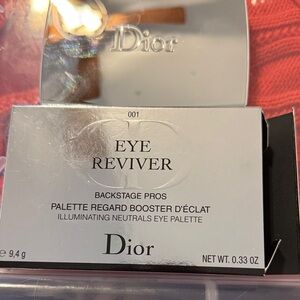 Dior
001
EYE
REVIVER
BACKSTAGE PROS
PALETTE REGARD BOOSTER D'ÉCLAT
ILLUMINATING NEUTRALS EYE PALETTE
Dior
℮ 9,4 g
NET WT. 0.33 OZ